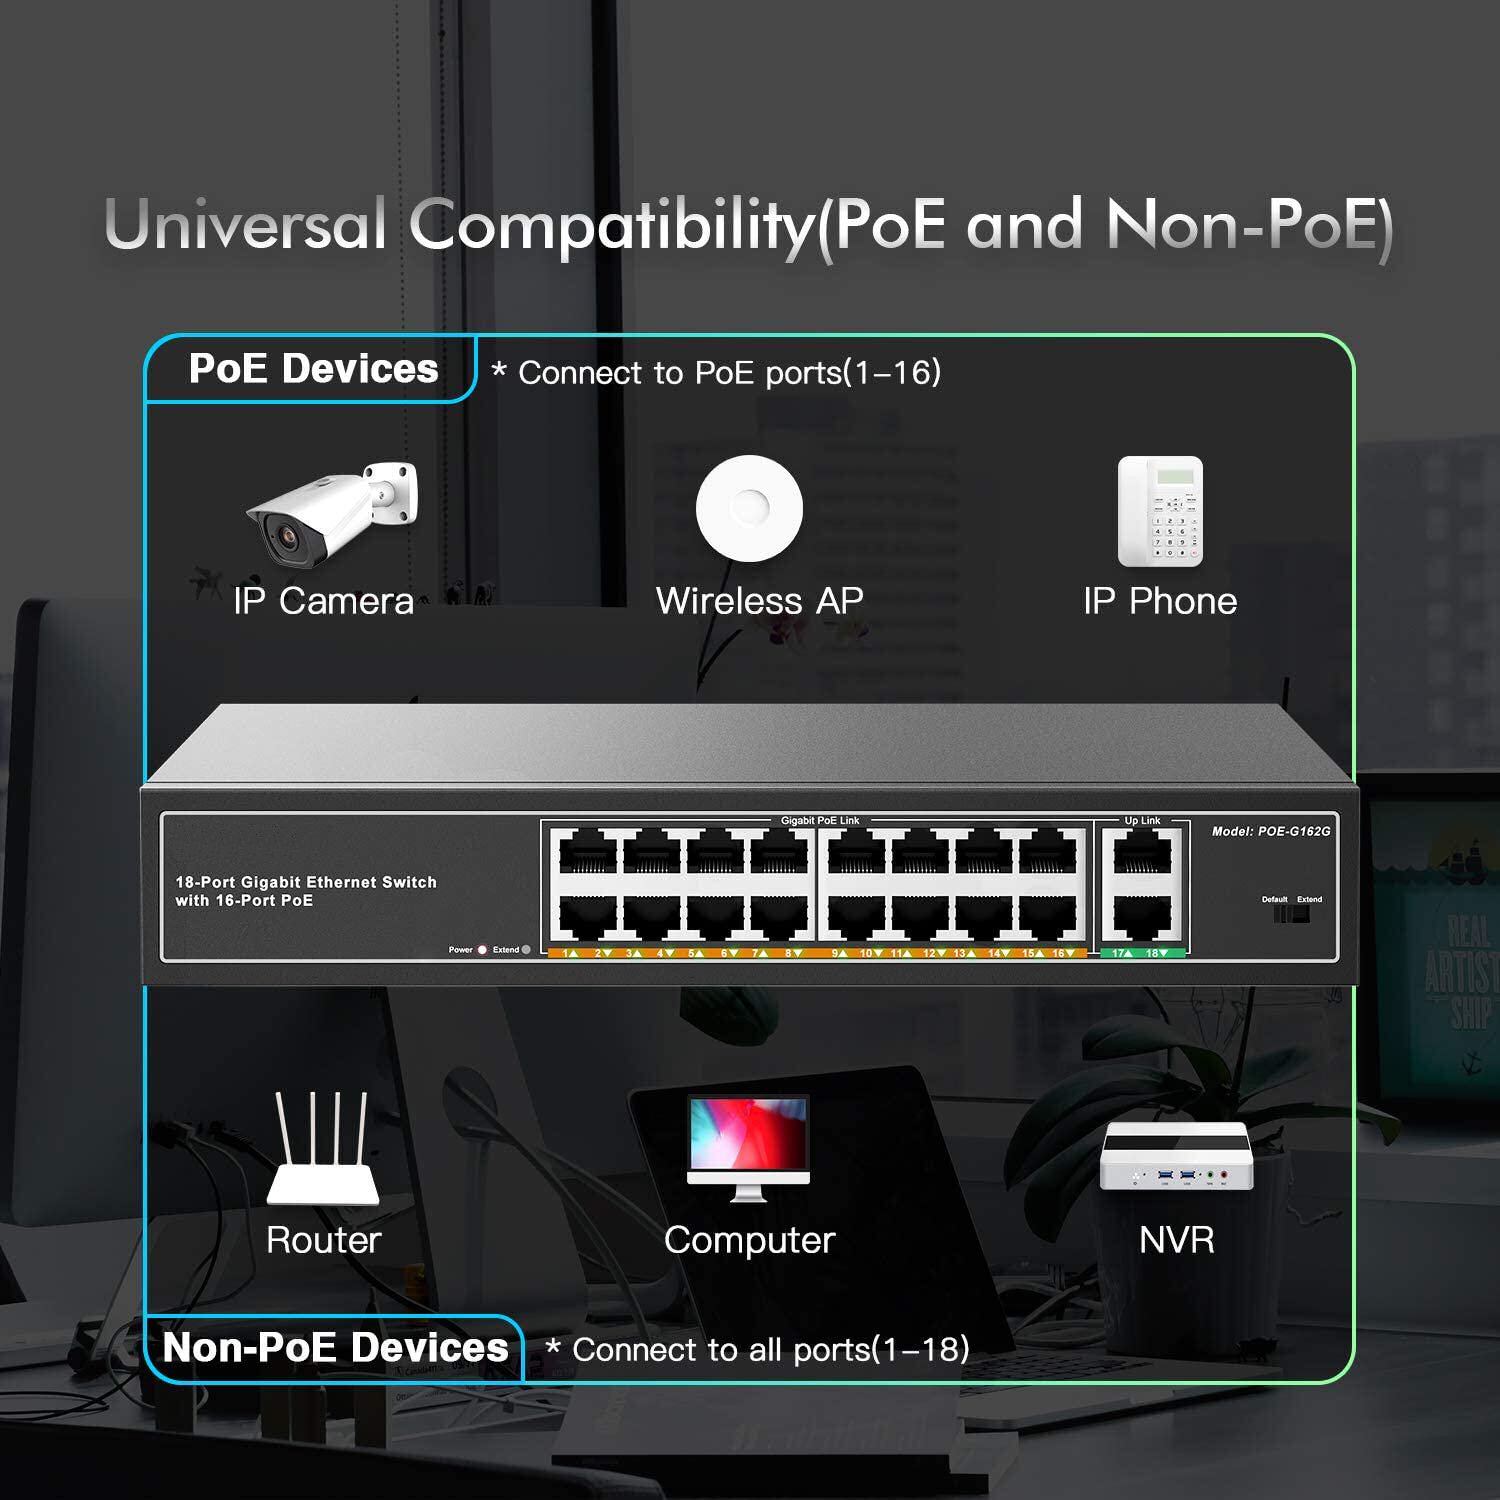 Universal Compatibility(PoE and Non-PoE)
PoE Devices * Connect to PoE ports(1-16)
IP Camera
Wireless AP
IP Phone
Gigabit PoE Link
Up Link
Model: POE-G162G
18-Port Gigabit Ethernet Switch
with 16-Port PoE
Default Extend
Power Extend
1▲ 2▼ 3▲ 4▼ 5▲ 6▼ 7▲ 8▼ 9▲ 10▼ 11▲ 12▼ 13▲ 14▼ 15▲ 16▼ 17▲ 18▼
REAL
ARTIST
SHIP
Router
Computer
NVR
Non-PoE Devices * Connect to all ports(1-18)